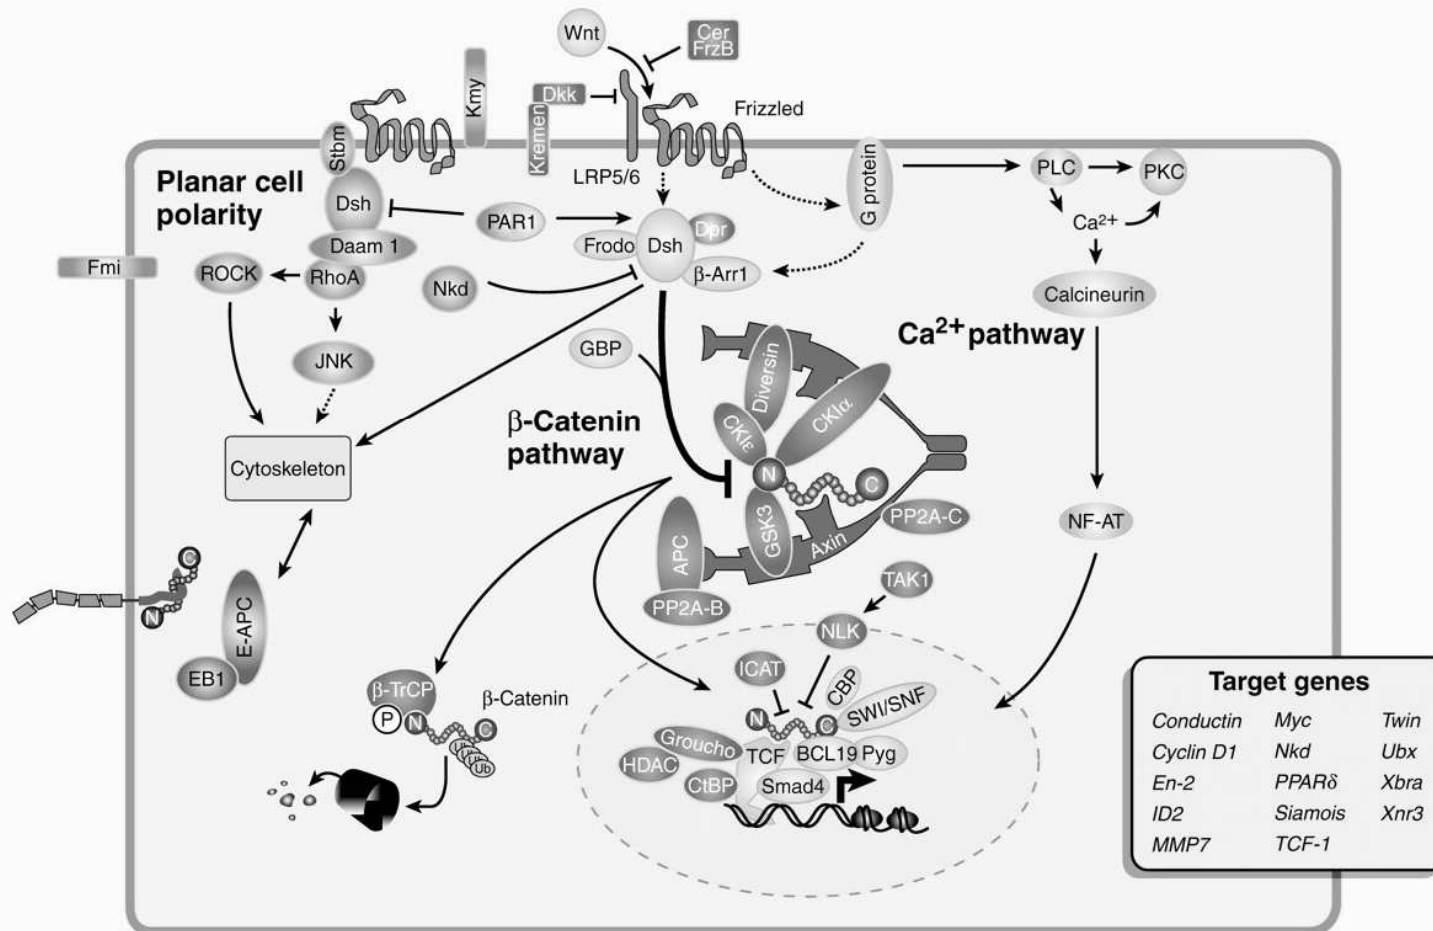 Wnt
Cer
FrzB
Kmy
Dkk
Kremen
Frizzled
Stbm
LRP5/6
G protein
PLC
PKC
Planar cell
polarity
Dsh
PAR1
Ca2+
Daam 1
Frodo
Dsh
Dpr
β-Arr1
Fmi
ROCK
RhoA
Nkd
Calcineurin
Ca2+ pathway
GBP
JNK
Diversin
CKIε
CKIα
β-Catenin
pathway
Cytoskeleton
N
C
GSK3
Axin
PP2A-C
NF-AT
APC
PP2A-B
TAK1
NLK
C
N
E-APC
EB1
ICAT
CBP
SWI/SNF
β-TrCP
β-Catenin
P
N
C
Ub
Ub
Ub
Ub
N
C
Groucho
TCF
BCL19
Pyg
HDAC
CtBP
Smad4
Target genes
Conductin Myc Twin
Cyclin D1 Nkd Ubx
En-2 PPARδ Xbra
ID2 Siamois Xnr3
MMP7 TCF-1